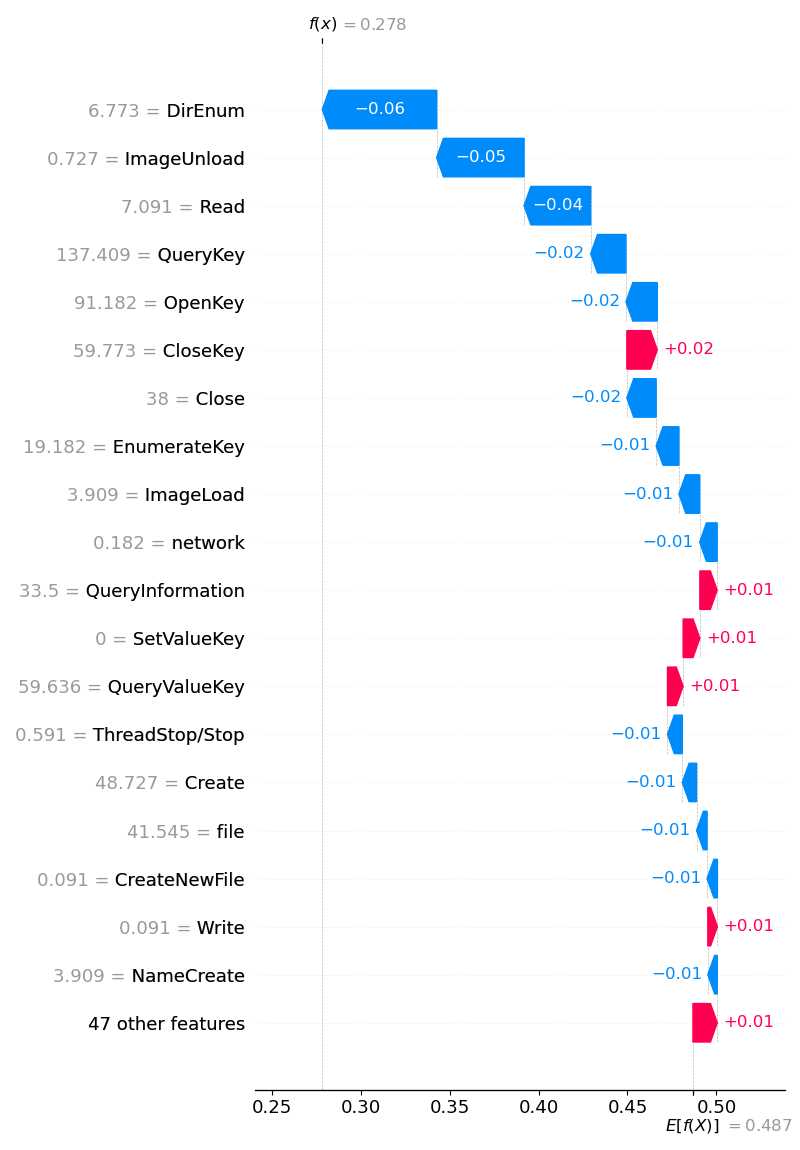 f(x) = 0.278
6.773 = DirEnum −0.06
0.727 = ImageUnload −0.05
7.091 = Read −0.04
137.409 = QueryKey −0.02
91.182 = OpenKey −0.02
59.773 = CloseKey +0.02
38 = Close −0.02
19.182 = EnumerateKey −0.01
3.909 = ImageLoad −0.01
0.182 = network −0.01
33.5 = QueryInformation +0.01
0 = SetValueKey +0.01
59.636 = QueryValueKey +0.01
0.591 = ThreadStop/Stop −0.01
48.727 = Create −0.01
41.545 = file −0.01
0.091 = CreateNewFile −0.01
0.091 = Write +0.01
3.909 = NameCreate −0.01
47 other features +0.01
0.25 0.30 0.35 0.40 0.45 0.50
E[f(X)] = 0.487